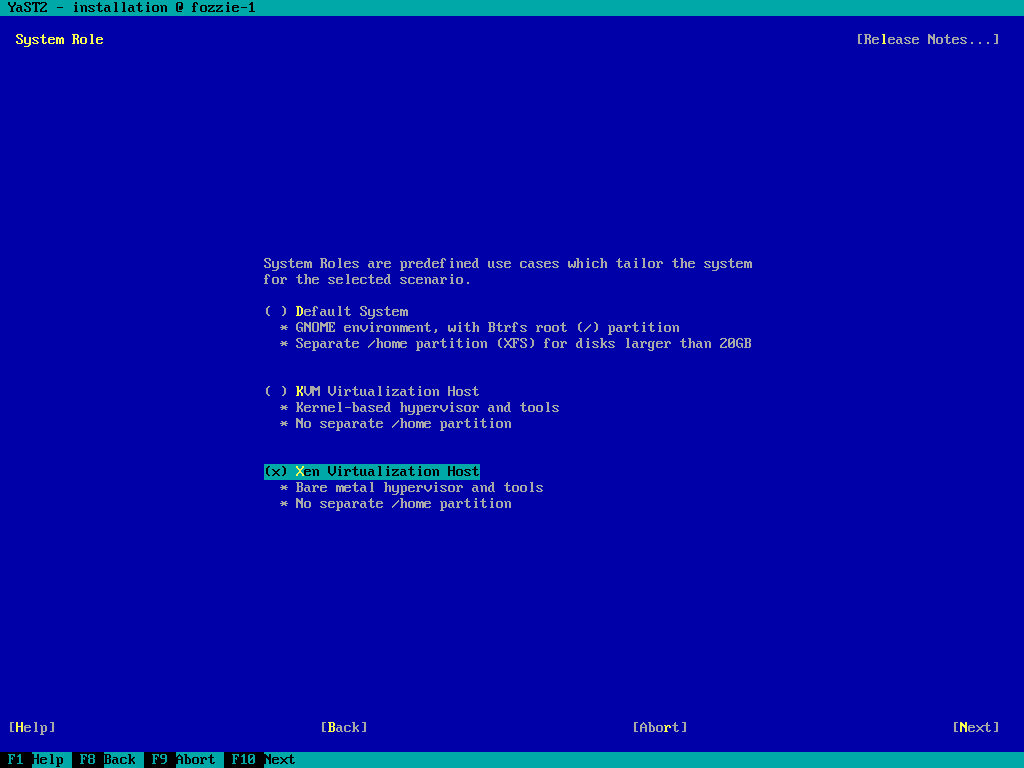 YaST2 - installation @ fozzie-1
System Role [Release Notes...]
System Roles are predefined use cases which tailor the system
for the selected scenario.
( ) Default System
* GNOME environment, with Btrfs root (/) partition
* Separate /home partition (XFS) for disks larger than 20GB
( ) KVM Virtualization Host
* Kernel-based hypervisor and tools
* No separate /home partition
(x) Xen Virtualization Host
* Bare metal hypervisor and tools
* No separate /home partition
[Help] [Back] [Abort] [Next]
F1 Help F8 Back F9 Abort F10 Next